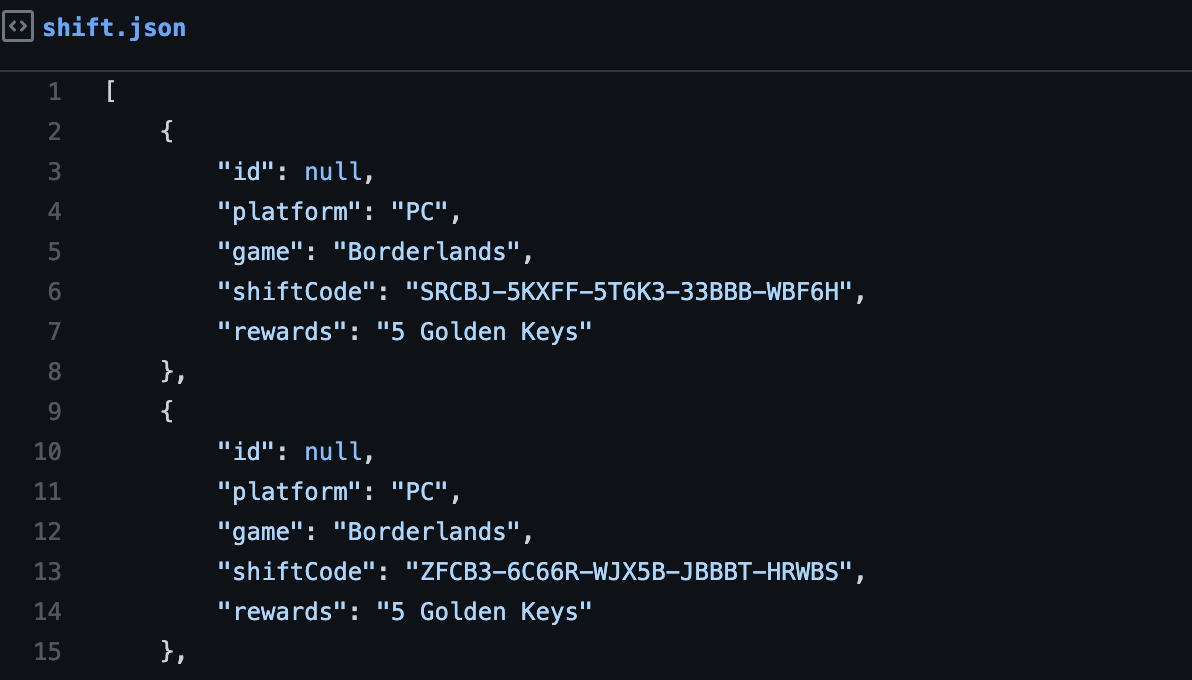 shift.json
1 [
2 {
3 "id": null,
4 "platform": "PC",
5 "game": "Borderlands",
6 "shiftCode": "SRCBJ-5KXFF-5T6K3-33BBB-WBF6H",
7 "rewards": "5 Golden Keys"
8 },
9 {
10 "id": null,
11 "platform": "PC",
12 "game": "Borderlands",
13 "shiftCode": "ZFCB3-6C66R-WJX5B-JBBBT-HRWBS",
14 "rewards": "5 Golden Keys"
15 },